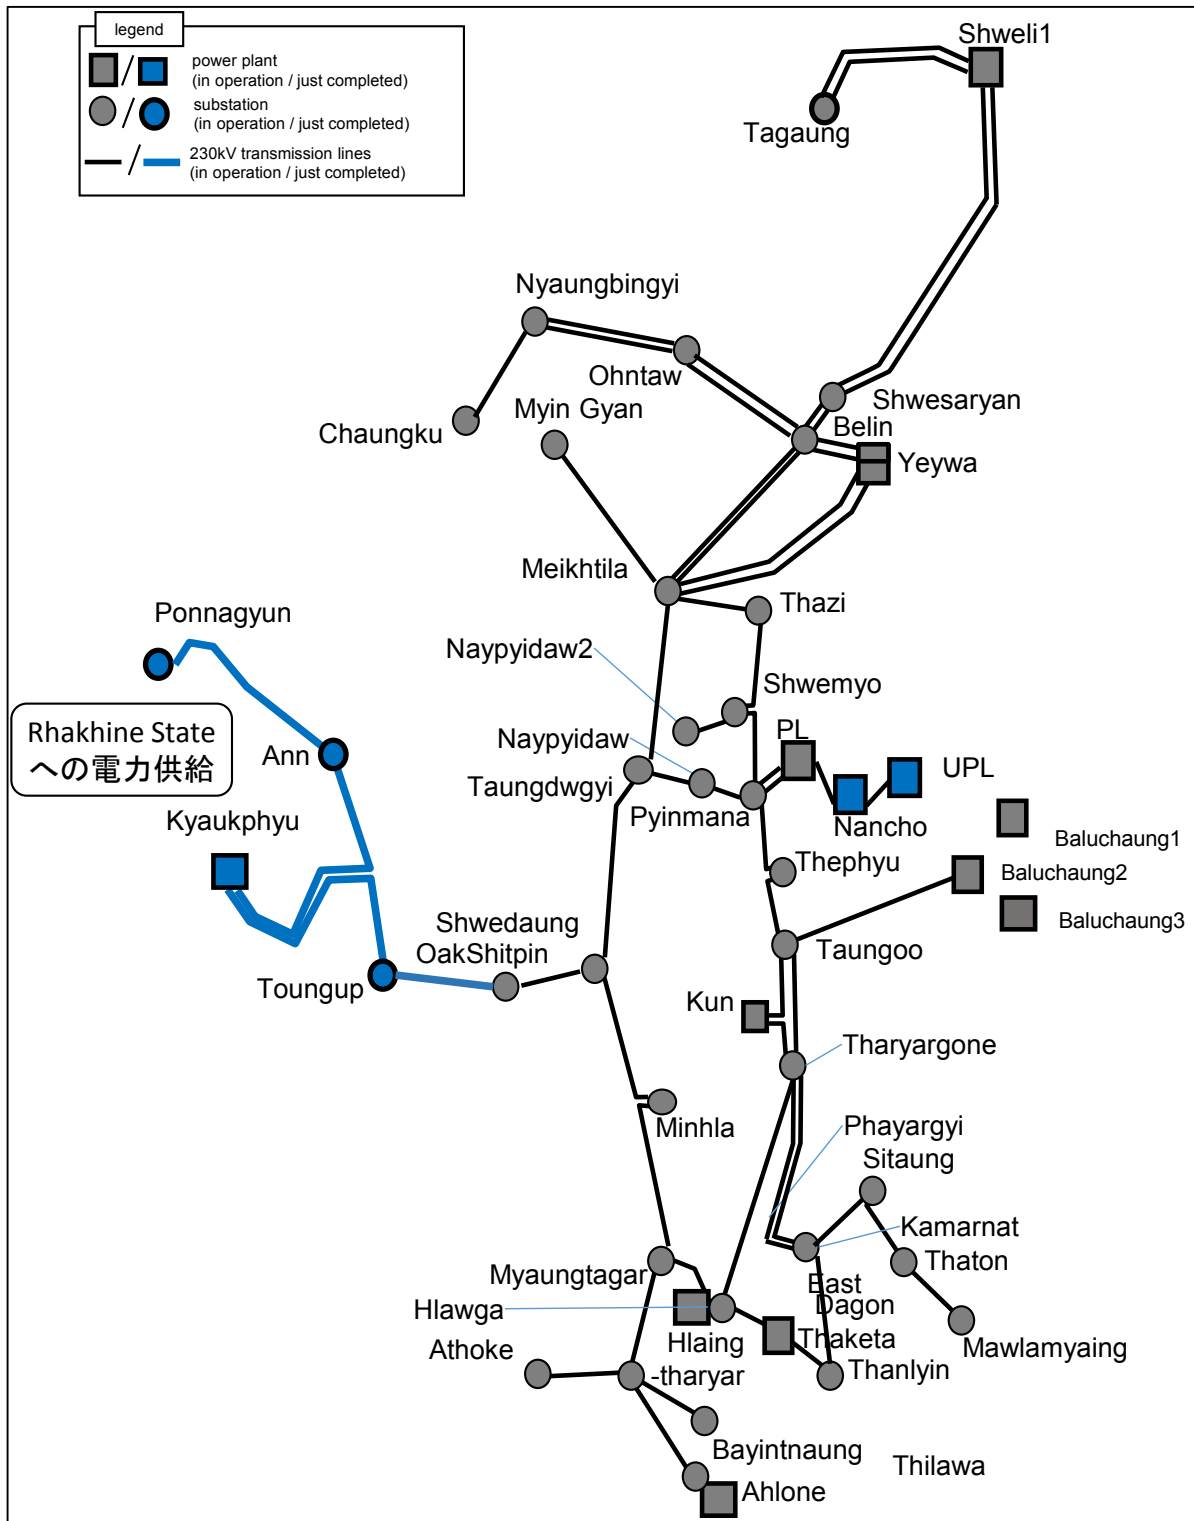 legend
power plant
(in operation / just completed)
substation
(in operation / just completed)
230kV transmission lines
(in operation / just completed)
Shweli1
Tagaung
Nyaungbingyi
Ohntaw
Myin Gyan
Chaungku
Shwesaryan
Belin
Yeywa
Meikhtila
Thazi
Ponnagyun
Naypyidaw2
Shwemyo
Rhakhine State
への電力供給
Ann
Naypyidaw
PL
UPL
Taungdwgyi
Pyinmana
Nancho
Kyaukphyu
Baluchaung1
Thephyu
Baluchaung2
Baluchaung3
Shwedaung
OakShitpin
Taungoo
Toungup
Kun
Tharyargone
Minhla
Phayargyi
Sitaung
Kamarnat
Thaton
Myaungtagar
East
Dagon
Hlawga
Hlaing
Thaketa
Mawlamyaing
Athoke
-tharyar
Thanlyin
Bayintnaung
Thilawa
Ahlone